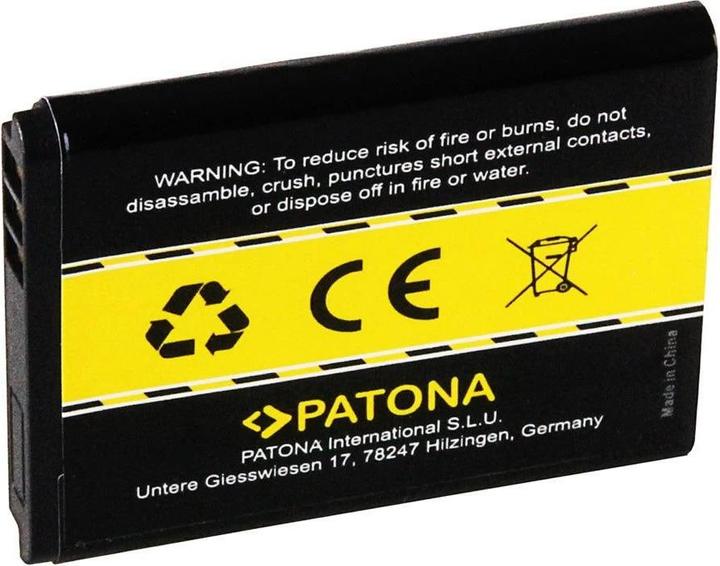 WARNING: To reduce risk of fire or burns, do not
disassamble, crush, punctures short external contacts,
or dispose off in fire or water.
CE
PATONA
PATONA International S.L.U.
Untere Giesswiesen 17, 78247 Hilzingen, Germany
Made in China